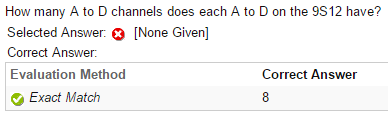 How many A to D channels does each A to D on the 9S12 have?
Selected Answer: [None Given]
Correct Answer:
Evaluation Method Correct Answer
Exact Match 8